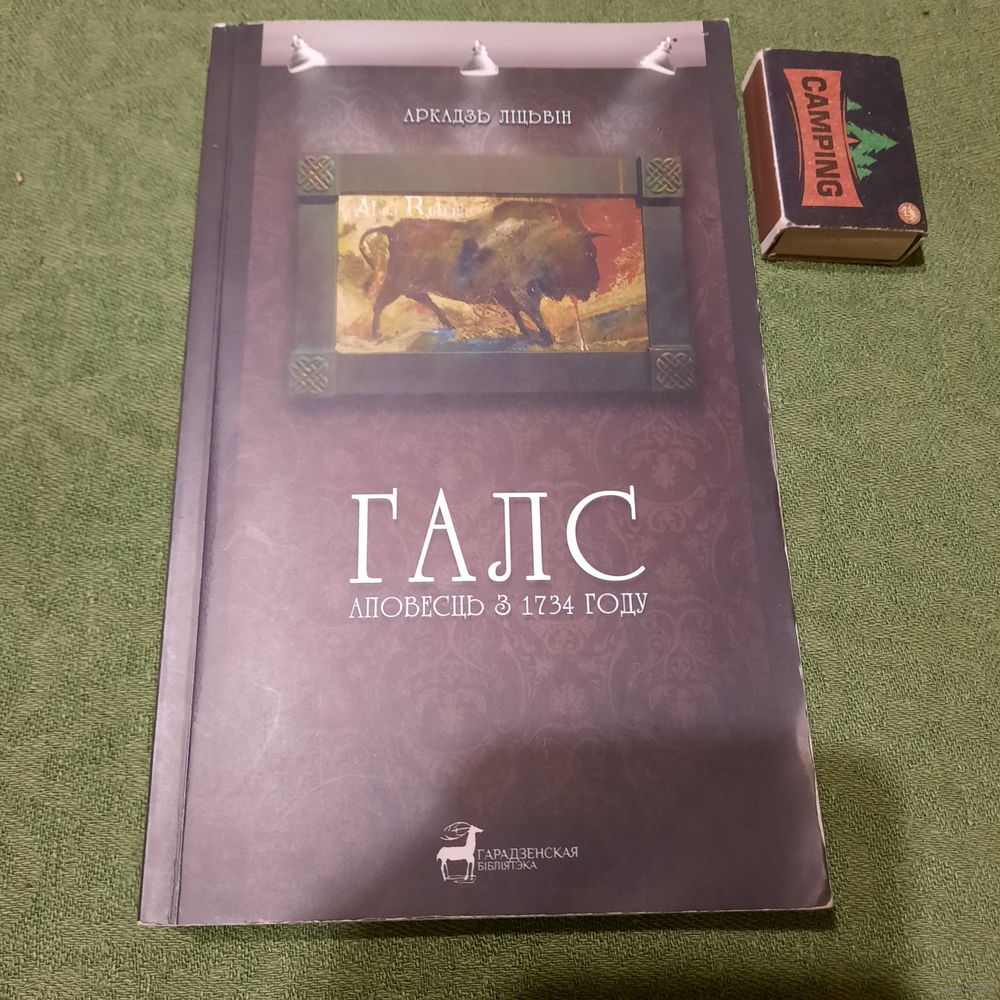 АРКАДЗЬ ЛІЦЬВІН
ГАЛС
АПОВЕСЦЬ З 1734 ГОДУ
ГАРАДЗЕНСКАЯ
БІБЛІЯТЭКА
CAMPING